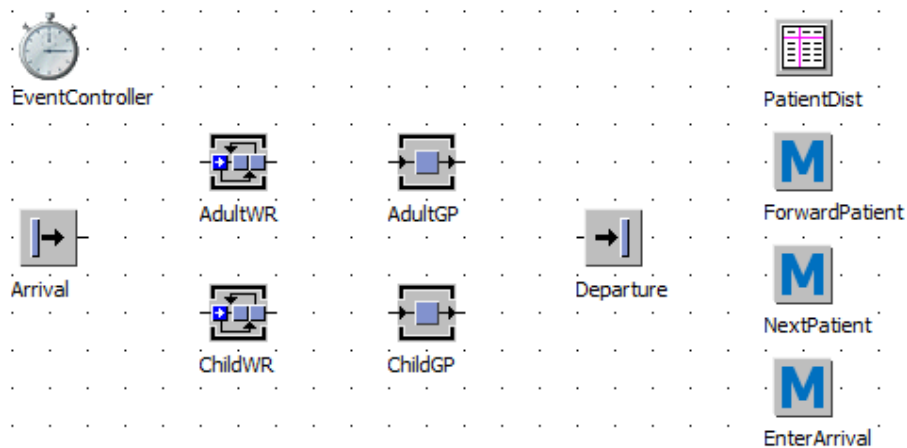 EventController
PatientDist
AdultWR
AdultGP
M
ForwardPatient
Arrival
Departure
M
NextPatient
ChildWR
ChildGP
M
EnterArrival